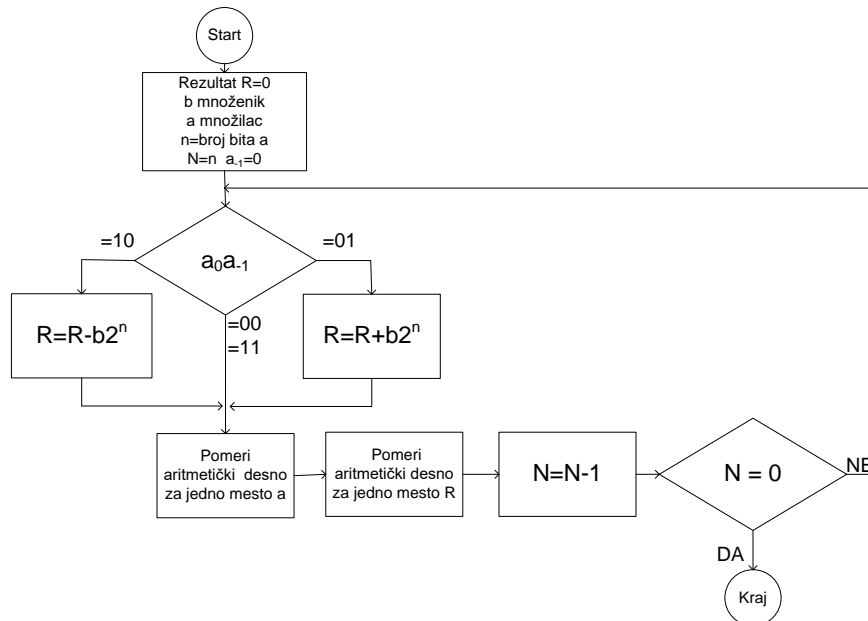 Start
Rezultat R=0
b množenik
a množilac
n=broj bita a
N=n a₋₁=0
=10
a₀a₋₁
=01
R=R-b2ⁿ
=00
=11
R=R+b2ⁿ
Pomeri
aritmetički desno
za jedno mesto a
Pomeri
aritmetički desno
za jedno mesto R
N=N-1
N = 0
NE
DA
Kraj